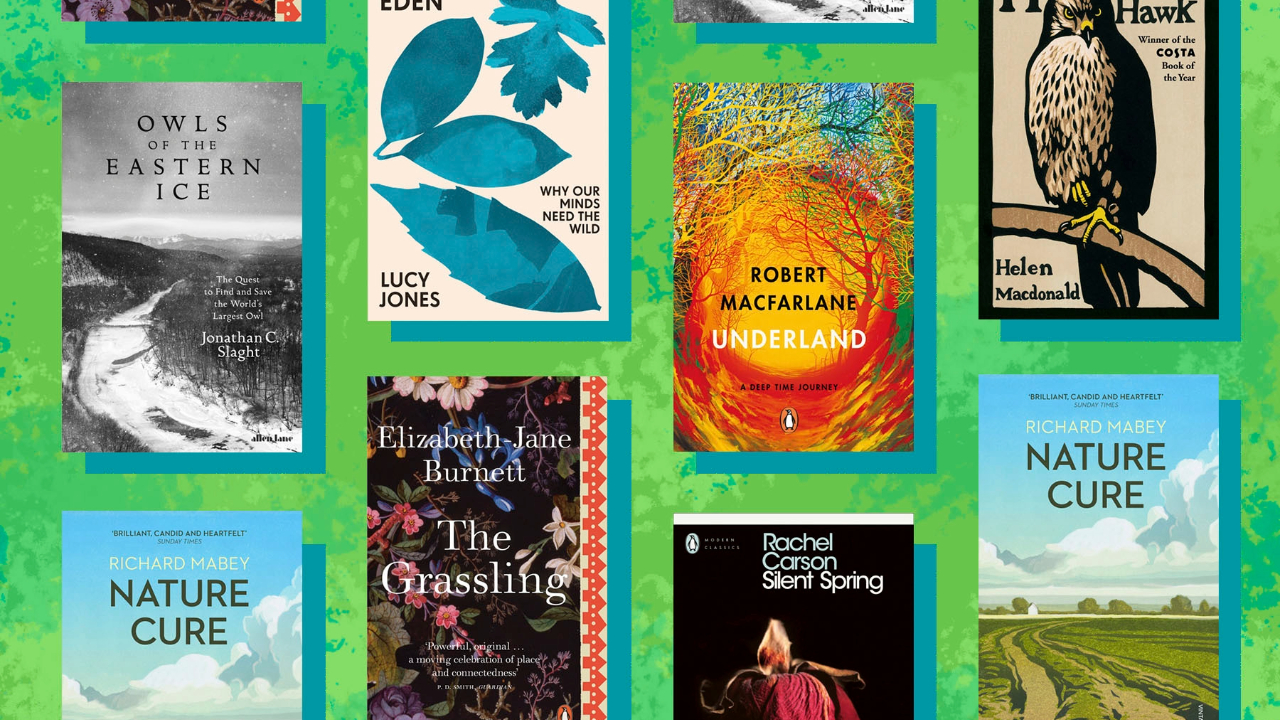 OWLS
OF THE
EASTERN
ICE
The Quest
to Find and Save
the World's
Largest Owl
Jonathan C.
Slaght
allen lane
'BRILLIANT, CANDID AND HEARTFELT'
SUNDAY TIMES
RICHARD MABEY
NATURE
CURE
EDEN
WHY OUR
MINDS
NEED THE
WILD
LUCY
JONES
Elizabeth-Jane
Burnett
The
Grassling
'Powerful, original ...
a moving celebration of place
and connectedness'
P. D. SMITH, GUARDIAN
allen lane
ROBERT
MACFARLANE
UNDERLAND
A DEEP TIME JOURNEY
MODERN
CLASSICS
Rachel
Carson
Silent Spring
Hawk
Winner of the
COSTA
Book of
the Year
Helen
Macdonald
'BRILLIANT, CANDID AND HEARTFELT'
SUNDAY TIMES
RICHARD MABEY
NATURE
CURE